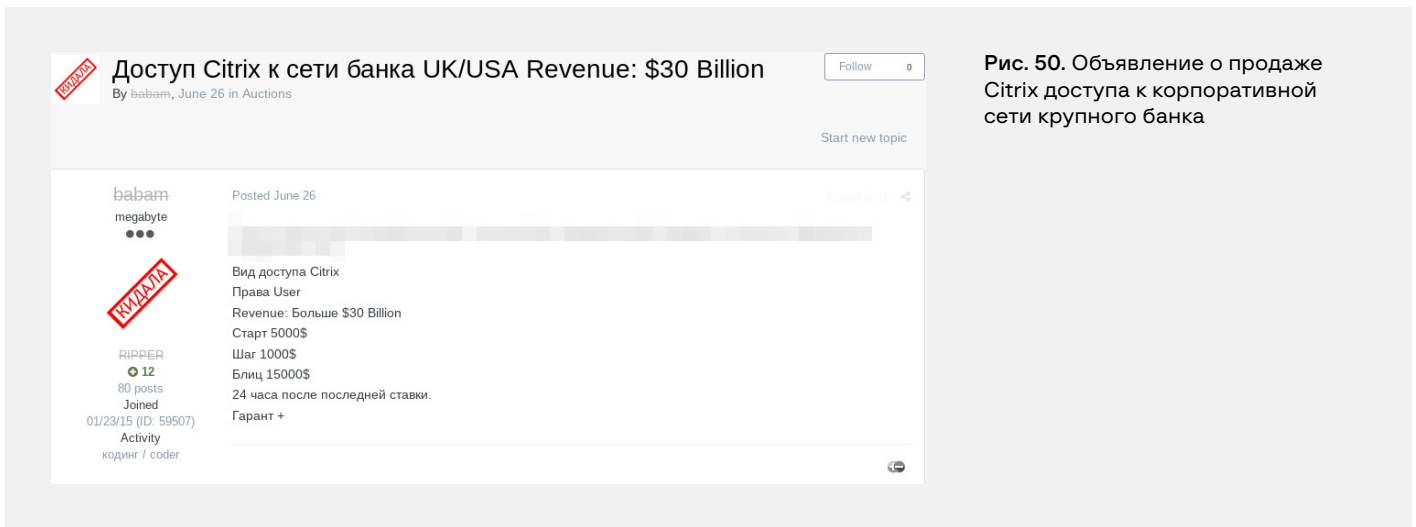 КИДАЛА
Доступ Citrix к сети банка UK/USA Revenue: $30 Billion
By babam, June 26 in Auctions
Follow 0
Start new topic
babam
megabyte
КИДАЛА
RIPPER
12
80 posts
Joined
01/23/15 (ID: 59507)
Activity
кодинг / coder
Posted June 26
Report post
Вид доступа Citrix
Права User
Revenue: Больше $30 Billion
Старт 5000$
Шаг 1000$
Блиц 15000$
24 часа после последней ставки.
Гарант +
Рис. 50. Объявление о продаже
Citrix доступа к корпоративной
сети крупного банка